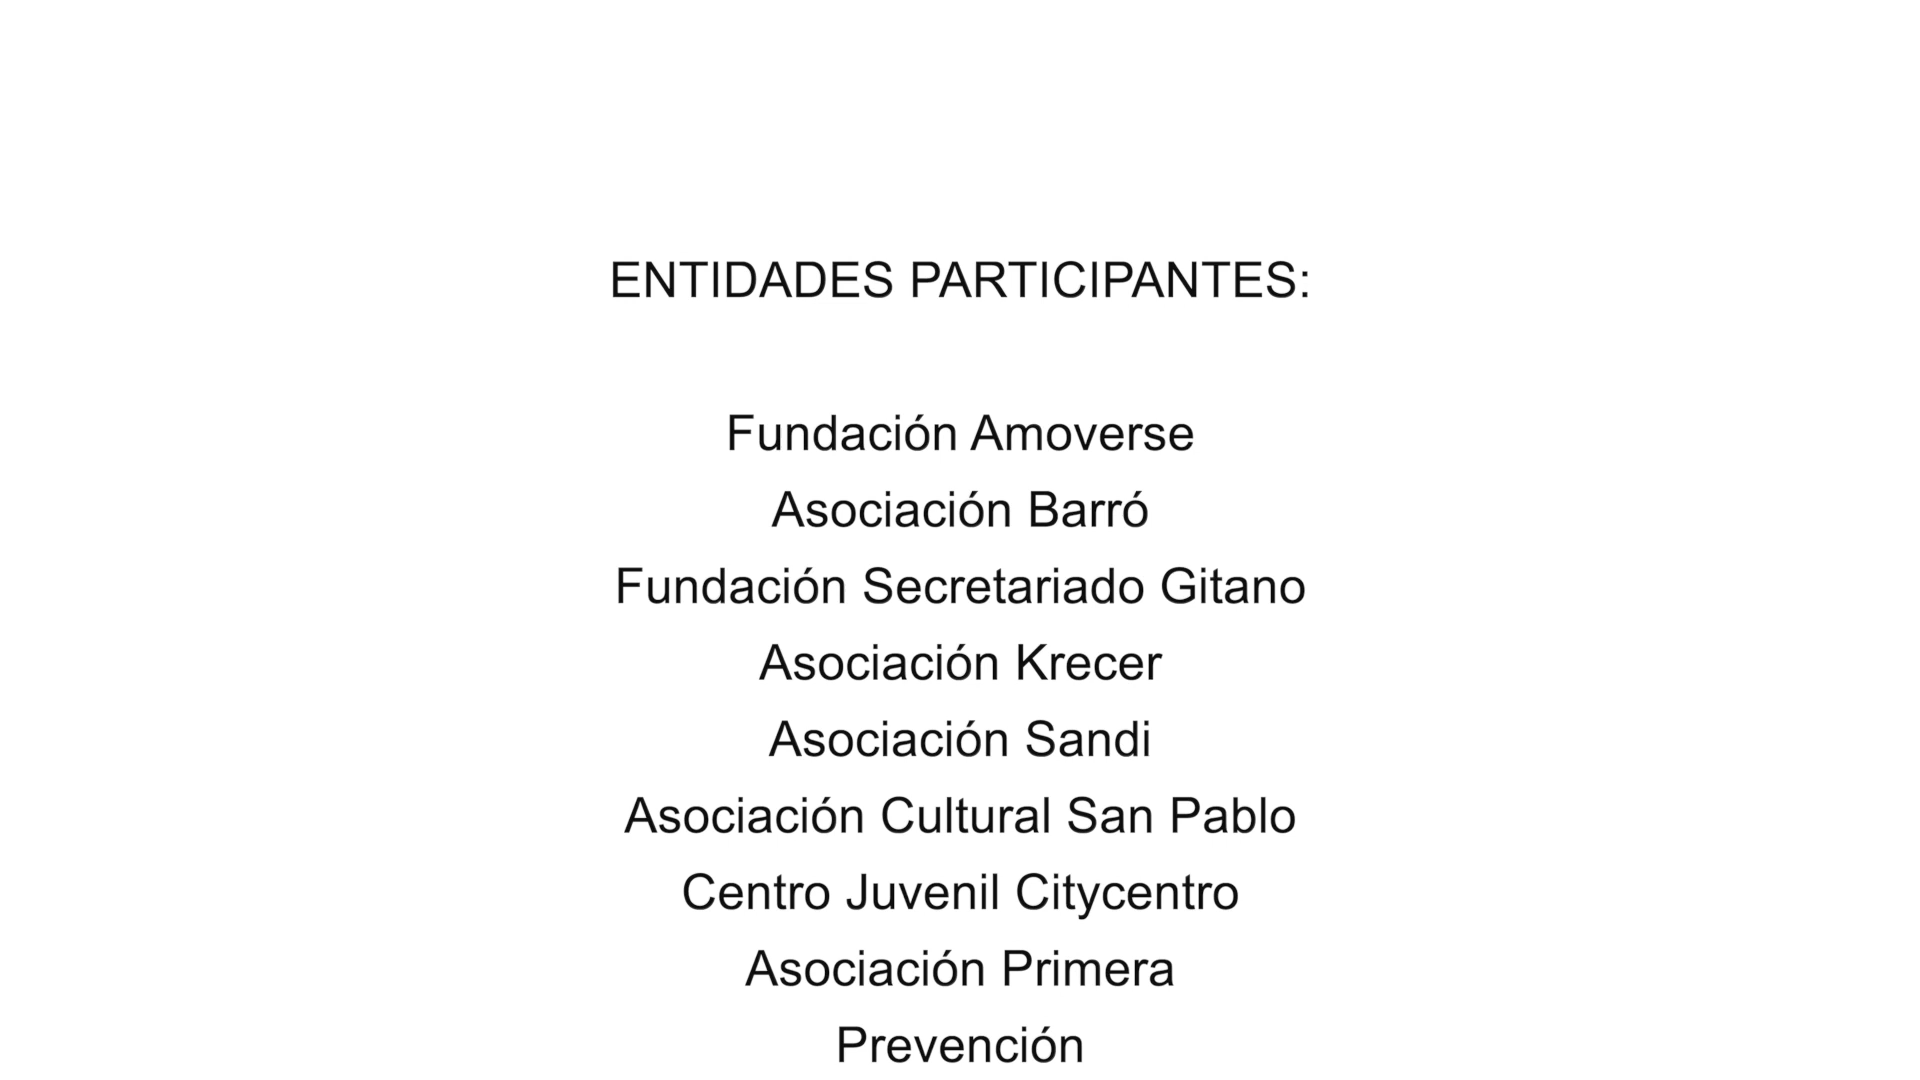 ENTIDADES PARTICIPANTES:
Fundación Amoverse
Asociación Barró
Fundación Secretariado Gitano
Asociación Krecer
Asociación Sandi
Asociación Cultural San Pablo
Centro Juvenil Citycentro
Asociación Primera
Prevención